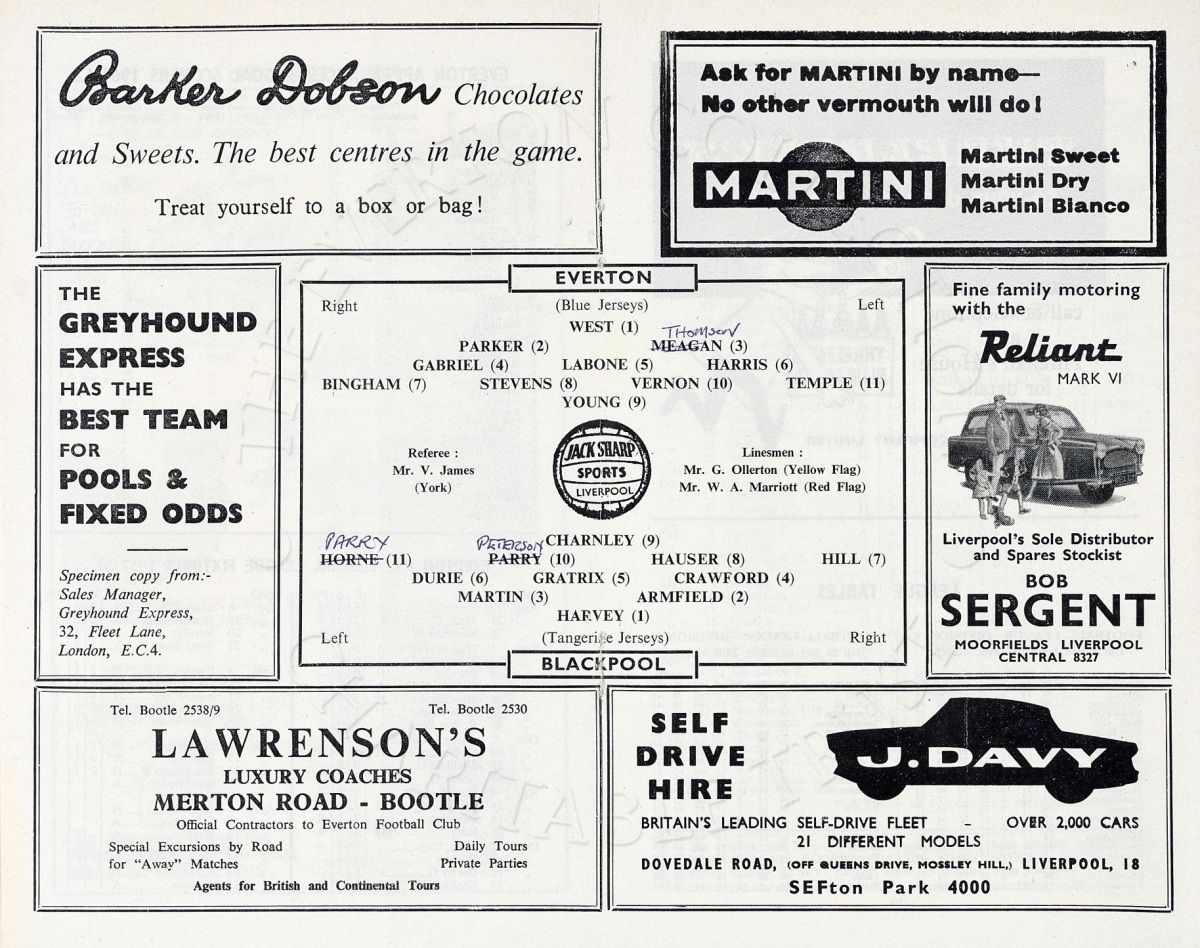 Barker Dobson Chocolates
and Sweets. The best centres in the game.
Treat yourself to a box or bag!
Ask for MARTINI by name—
No other vermouth will do!
MARTINI
Martini Sweet
Martini Dry
Martini Bianco
THE
GREYHOUND
EXPRESS
HAS THE
BEST TEAM
FOR
POOLS &
FIXED ODDS
Specimen copy from:-
Sales Manager,
Greyhound Express,
32, Fleet Lane,
London, E.C.4.
EVERTON
Right (Blue Jerseys) Left
WEST (1)
THOMSON
PARKER (2) MEAGAN (3)
GABRIEL (4) LABONE (5) HARRIS (6)
BINGHAM (7) STEVENS (8) VERNON (10) TEMPLE (11)
YOUNG (9)
Referee :
Mr. V. James
(York)
JACK SHARP
SPORTS
LIVERPOOL
Linesmen :
Mr. G. Ollerton (Yellow Flag)
Mr. W. A. Marriott (Red Flag)
PARRY PETERSON CHARNLEY (9)
HORNE (11) PARRY (10) HAUSER (8) HILL (7)
DURIE (6) GRATRIX (5) CRAWFORD (4)
MARTIN (3) ARMFIELD (2)
HARVEY (1)
Left (Tangerine Jerseys) Right
BLACKPOOL
Fine family motoring
with the
Reliant
MARK VI
Liverpool's Sole Distributor
and Spares Stockist
BOB
SERGENT
MOORFIELDS LIVERPOOL
CENTRAL 8327
Tel. Bootle 2538/9 Tel. Bootle 2530
LAWRENSON'S
LUXURY COACHES
MERTON ROAD - BOOTLE
Official Contractors to Everton Football Club
Special Excursions by Road Daily Tours
for "Away" Matches Private Parties
Agents for British and Continental Tours
SELF
DRIVE
HIRE
J. DAVY
BRITAIN'S LEADING SELF-DRIVE FLEET - OVER 2,000 CARS
21 DIFFERENT MODELS
DOVEDALE ROAD, (OFF QUEENS DRIVE, MOSSLEY HILL,) LIVERPOOL, 18
SEFton Park 4000